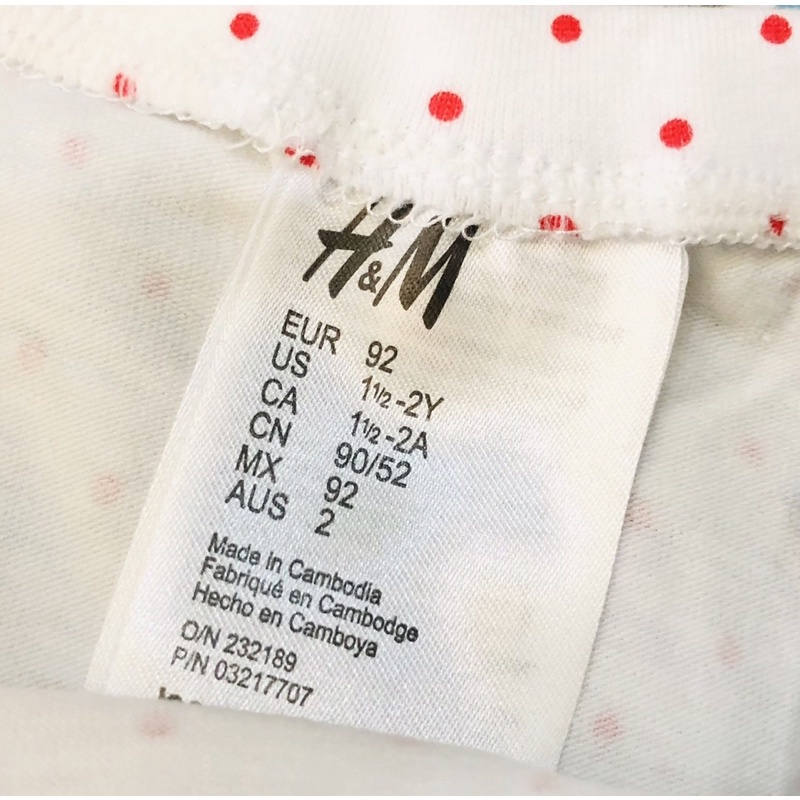 H&M
EUR 92
US 1½-2Y
CA 1½-2A
CN 90/52
MX 92
AUS 2
Made in Cambodia
Fabriqué en Cambodge
Hecho en Camboya
O/N 232189
P/N 03217707